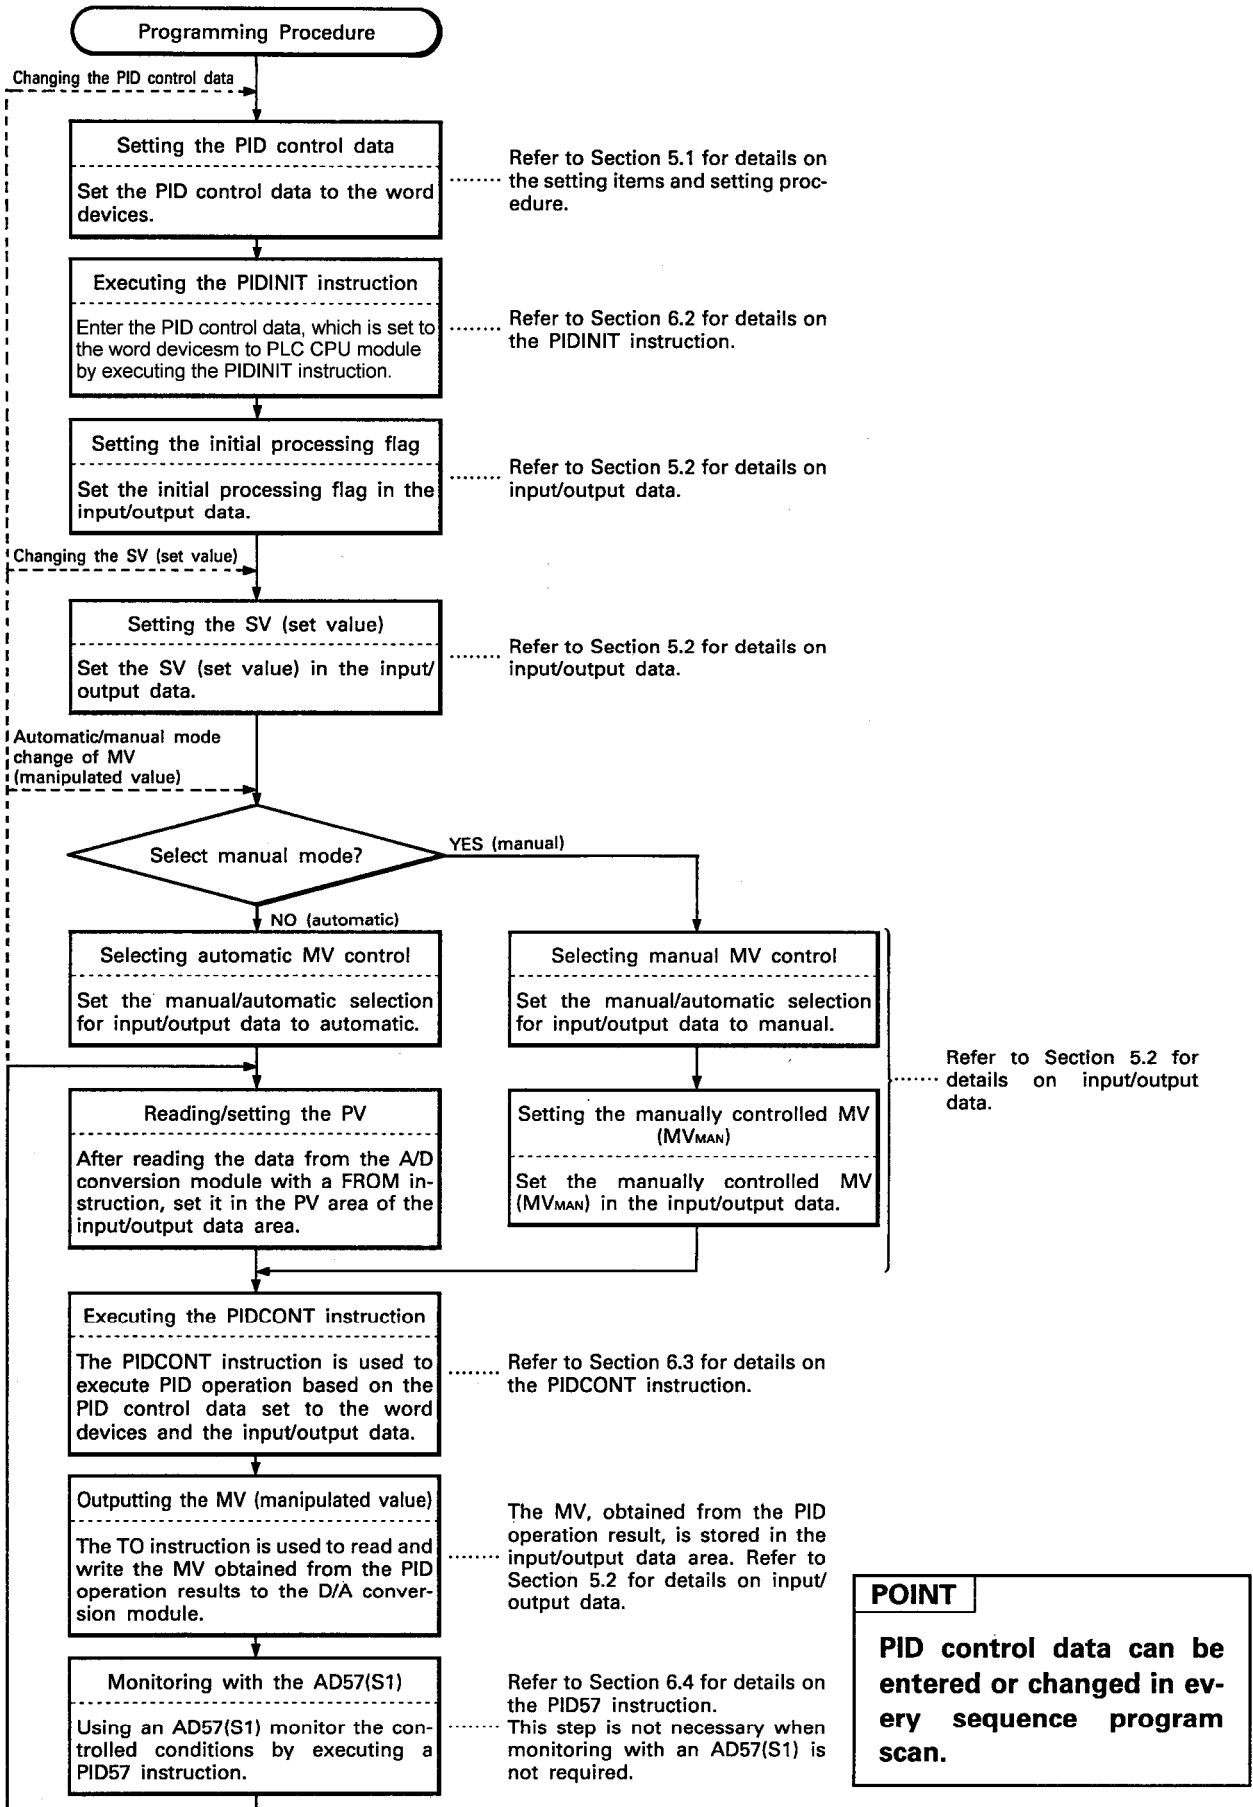 Programming Procedure
Changing the PID control data
Setting the PID control data
Set the PID control data to the word
devices.
........ Refer to Section 5.1 for details on
the setting items and setting proc-
edure.
Executing the PIDINIT instruction
Enter the PID control data, which is set to
the word devicesm to PLC CPU module
by executing the PIDINIT instruction.
........ Refer to Section 6.2 for details on
the PIDINIT instruction.
Setting the initial processing flag
Set the initial processing flag in the
input/output data.
........ Refer to Section 5.2 for details on
input/output data.
Changing the SV (set value)
Setting the SV (set value)
Set the SV (set value) in the input/
output data.
........ Refer to Section 5.2 for details on
input/output data.
Automatic/manual mode
change of MV
(manipulated value)
Select manual mode?
YES (manual)
NO (automatic)
Selecting automatic MV control
Set the manual/automatic selection
for input/output data to automatic.
Selecting manual MV control
Set the manual/automatic selection
for input/output data to manual.
Reading/setting the PV
After reading the data from the A/D
conversion module with a FROM in-
struction, set it in the PV area of the
input/output data area.
Setting the manually controlled MV
(MVMAN)
Set the manually controlled MV
(MVMAN) in the input/output data.
........ Refer to Section 5.2 for
details on input/output
data.
Executing the PIDCONT instruction
The PIDCONT instruction is used to
execute PID operation based on the
PID control data set to the word
devices and the input/output data.
........ Refer to Section 6.3 for details on
the PIDCONT instruction.
Outputting the MV (manipulated value)
The TO instruction is used to read and
write the MV obtained from the PID
operation results to the D/A conver-
sion module.
The MV, obtained from the PID
operation result, is stored in the
........ input/output data area. Refer to
Section 5.2 for details on input/
output data.
Monitoring with the AD57(S1)
Using an AD57(S1) monitor the con-
trolled conditions by executing a
PID57 instruction.
Refer to Section 6.4 for details on
the PID57 instruction.
........ This step is not necessary when
monitoring with an AD57(S1) is
not required.
POINT
PID control data can be
entered or changed in ev-
ery sequence program
scan.